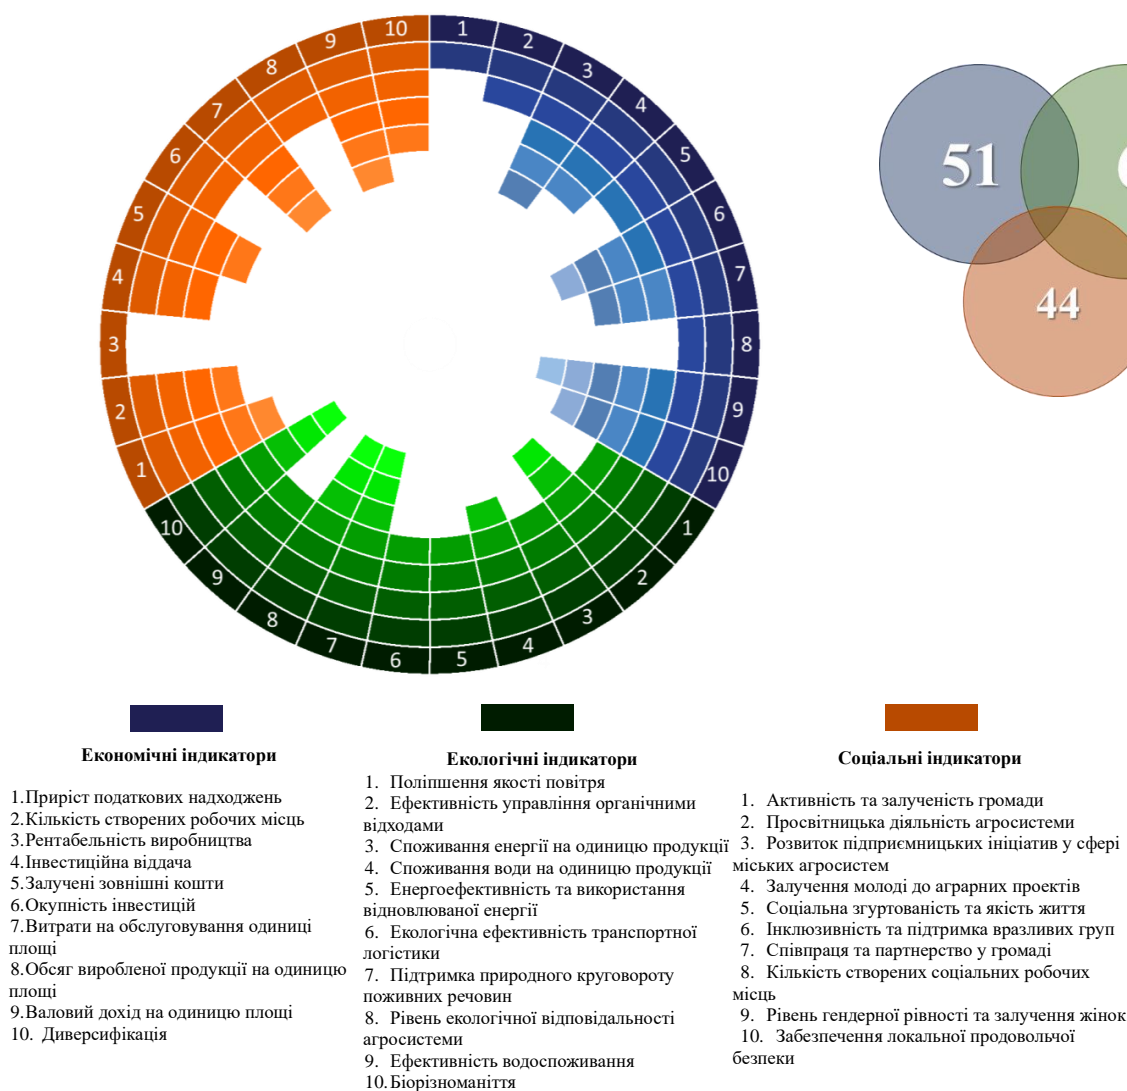 10
1
9
2
8
3
7
4
6
5
5
6
4
7
3
8
2
9
1
10
10
1
9
2
8
3
7
4
6
5
51
44
Економічні індикатори
1.Приріст податкових надходжень
2.Кількість створених робочих місць
3.Рентабельність виробництва
4.Інвестиційна віддача
5.Залучені зовнішні кошти
6.Окупність інвестицій
7.Витрати на обслуговування одиниці
площі
8.Обсяг виробленої продукції на одиницю
площі
9.Валовий дохід на одиницю площі
10. Диверсифікація
Екологічні індикатори
1. Поліпшення якості повітря
2. Ефективність управління органічними
відходами
3. Споживання енергії на одиницю продукції
4. Споживання води на одиницю продукції
5. Енергоефективність та використання
відновлюваної енергії
6. Екологічна ефективність транспортної
логістики
7. Підтримка природного круговороту
поживних речовин
8. Рівень екологічної відповідальності
агросистеми
9. Ефективність водоспоживання
10. Біорізноманіття
Соціальні індикатори
1. Активність та залученість громади
2. Просвітницька діяльність агросистеми
3. Розвиток підприємницьких ініціатив у сфері
міських агросистем
4. Залучення молоді до аграрних проектів
5. Соціальна згуртованість та якість життя
6. Інклюзивність та підтримка вразливих груп
7. Співпраця та партнерство у громаді
8. Кількість створених соціальних робочих
місць
9. Рівень гендерної рівності та залучення жінок
10. Забезпечення локальної продовольчої
безпеки